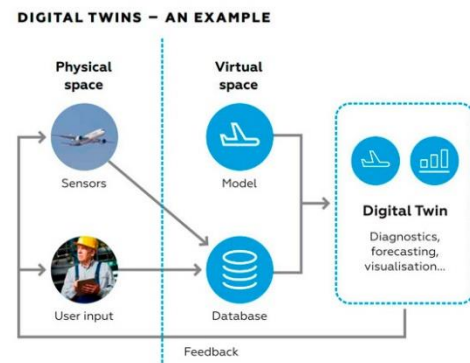 DIGITAL TWINS – AN EXAMPLE
Physical
space
Virtual
space
Sensors
Model
Digital Twin
Diagnostics,
forecasting,
visualisation...
User input
Database
Feedback